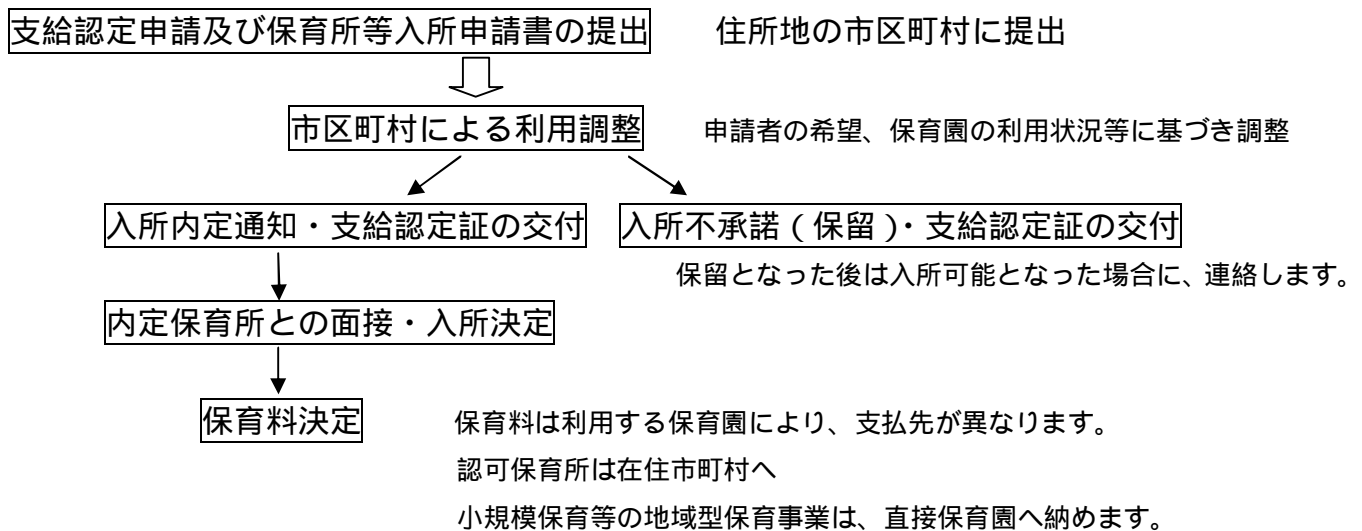 支給認定申請及び保育所等入所申請書の提出 住所地の市区町村に提出
市区町村による利用調整 申請者の希望、保育園の利用状況等に基づき調整
入所内定通知・支給認定証の交付 入所不承諾(保留)・支給認定証の交付
保留となった後は入所可能となった場合に、連絡します。
内定保育所との面接・入所決定
保育料決定 保育料は利用する保育園により、支払先が異なります。
認可保育所は在住市町村へ
小規模保育等の地域型保育事業は、直接保育園へ納めます。